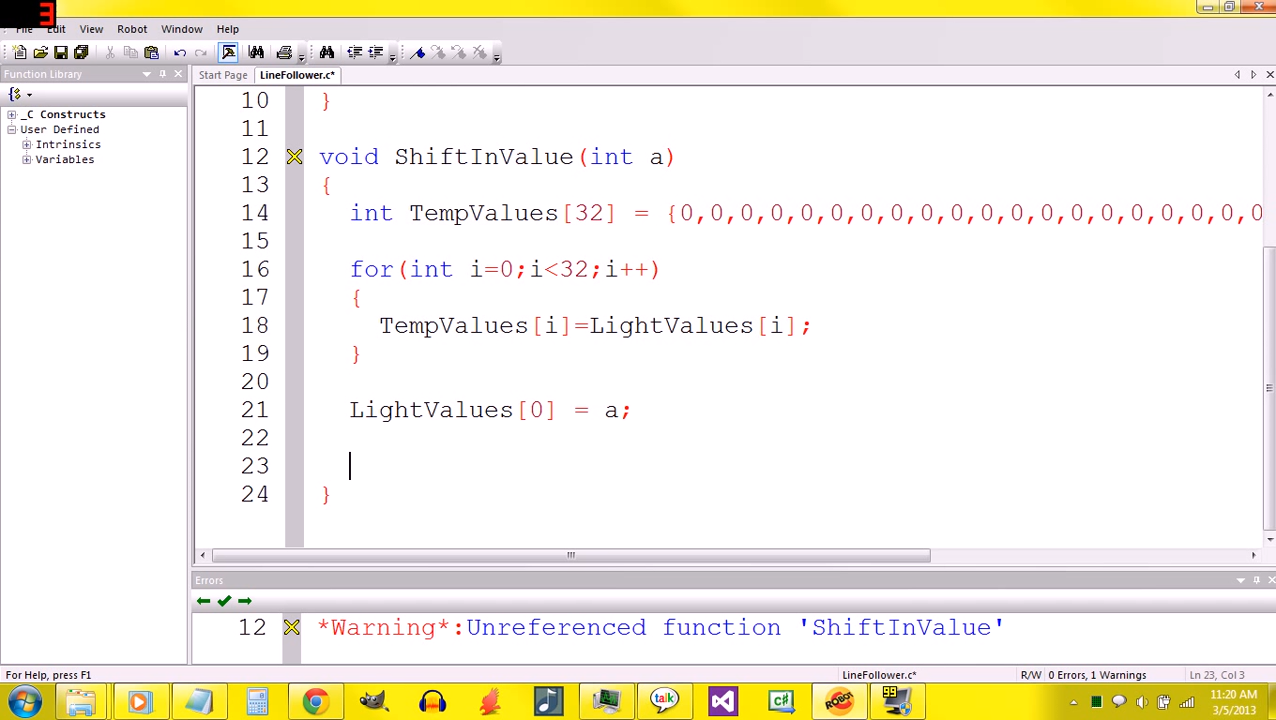 3
File Edit View Robot Window Help
Function Library
Start Page LineFollower.c*
_C Constructs
User Defined
Intrinsics
Variables
10 }
11
12 void ShiftInValue(int a)
13 {
14 int TempValues[32] = {0,0,0,0,0,0,0,0,0,0,0,0,0,0,0,0,0,0,0,0
15
16 for(int i=0;i<32;i++)
17 {
18 TempValues[i]=LightValues[i];
19 }
20
21 LightValues[0] = a;
22
23
24 }
Errors
12 *Warning*:Unreferenced function 'ShiftInValue'
For Help, press F1 LineFollower.c* R/W 0 Errors, 1 Warnings Ln 23, Col 3
talk C# ROBOT 99 11:20 AM
3/5/2013